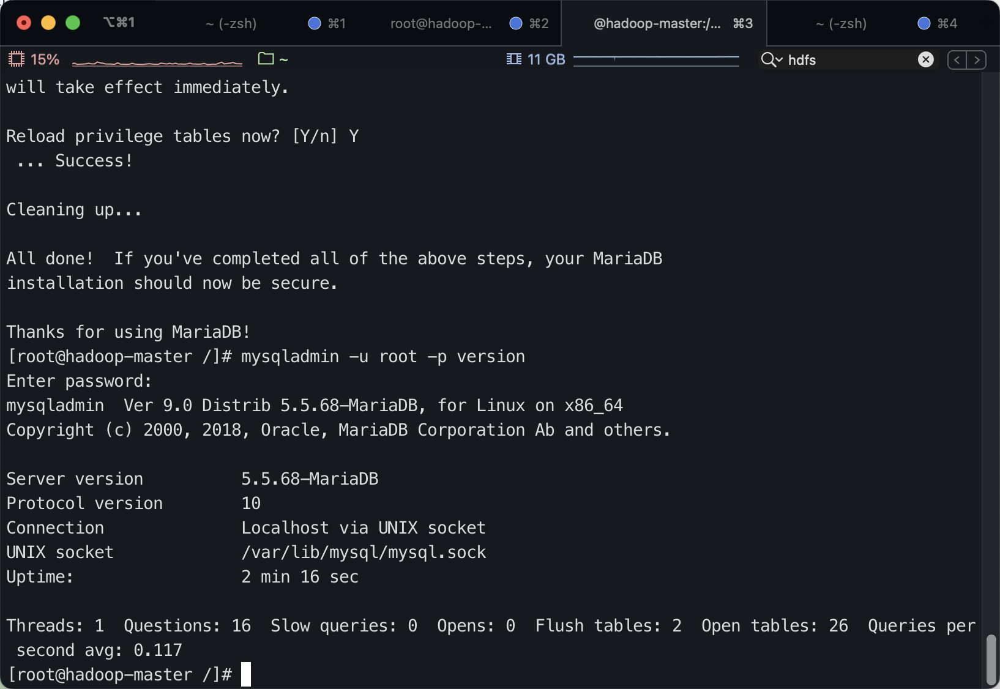 ⌥⌘1 ~ (-zsh) ⌘1 root@hadoop-... ⌘2 @hadoop-master:/... ⌘3 ~ (-zsh) ⌘4
15% ~ 11 GB hdfs
will take effect immediately.
Reload privilege tables now? [Y/n] Y
... Success!
Cleaning up...
All done!  If you've completed all of the above steps, your MariaDB
installation should now be secure.
Thanks for using MariaDB!
[root@hadoop-master /]# mysqladmin -u root -p version
Enter password:
mysqladmin  Ver 9.0 Distrib 5.5.68-MariaDB, for Linux on x86_64
Copyright (c) 2000, 2018, Oracle, MariaDB Corporation Ab and others.
Server version          5.5.68-MariaDB
Protocol version        10
Connection              Localhost via UNIX socket
UNIX socket             /var/lib/mysql/mysql.sock
Uptime:                 2 min 16 sec
Threads: 1  Questions: 16  Slow queries: 0  Opens: 0  Flush tables: 2  Open tables: 26  Queries per
second avg: 0.117
[root@hadoop-master /]#